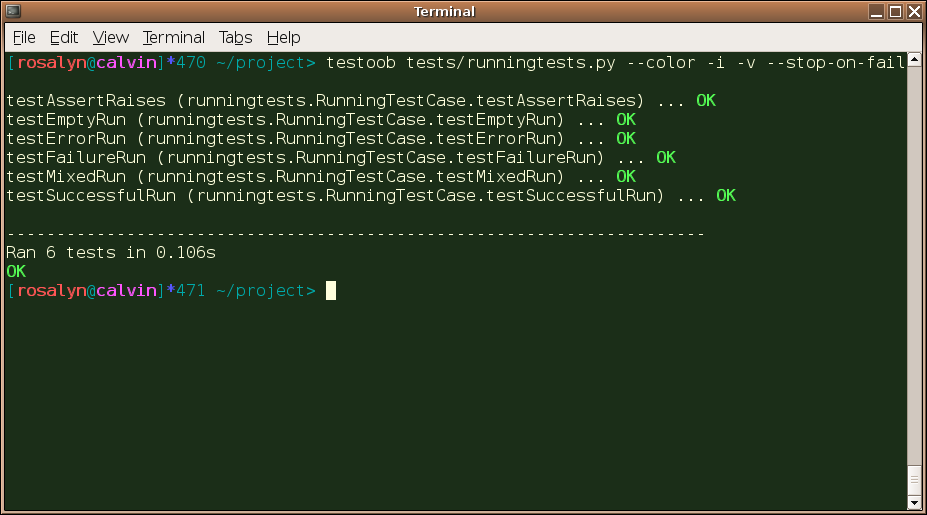 Terminal
File Edit View Terminal Tabs Help
[rosalyn@calvin]*470 ~/project> testoob tests/runningtests.py --color -i -v --stop-on-fail
testAssertRaises (runningtests.RunningTestCase.testAssertRaises) ... OK
testEmptyRun (runningtests.RunningTestCase.testEmptyRun) ... OK
testErrorRun (runningtests.RunningTestCase.testErrorRun) ... OK
testFailureRun (runningtests.RunningTestCase.testFailureRun) ... OK
testMixedRun (runningtests.RunningTestCase.testMixedRun) ... OK
testSuccessfulRun (runningtests.RunningTestCase.testSuccessfulRun) ... OK
----------------------------------------------------------------------
Ran 6 tests in 0.106s
OK
[rosalyn@calvin]*471 ~/project>